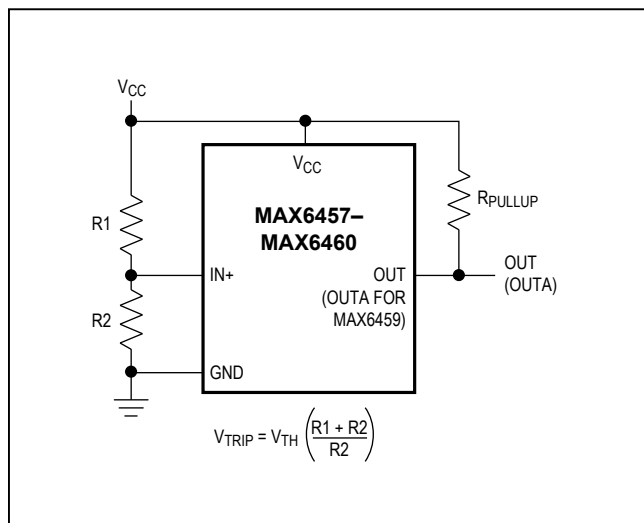 VCC
VCC
MAX6457–
MAX6460
RPULLUP
R1
IN+
OUT
OUT
(OUTA)
(OUTA FOR
MAX6459)
R2
GND
VTRIP = VTH (R1 + R2 / R2)